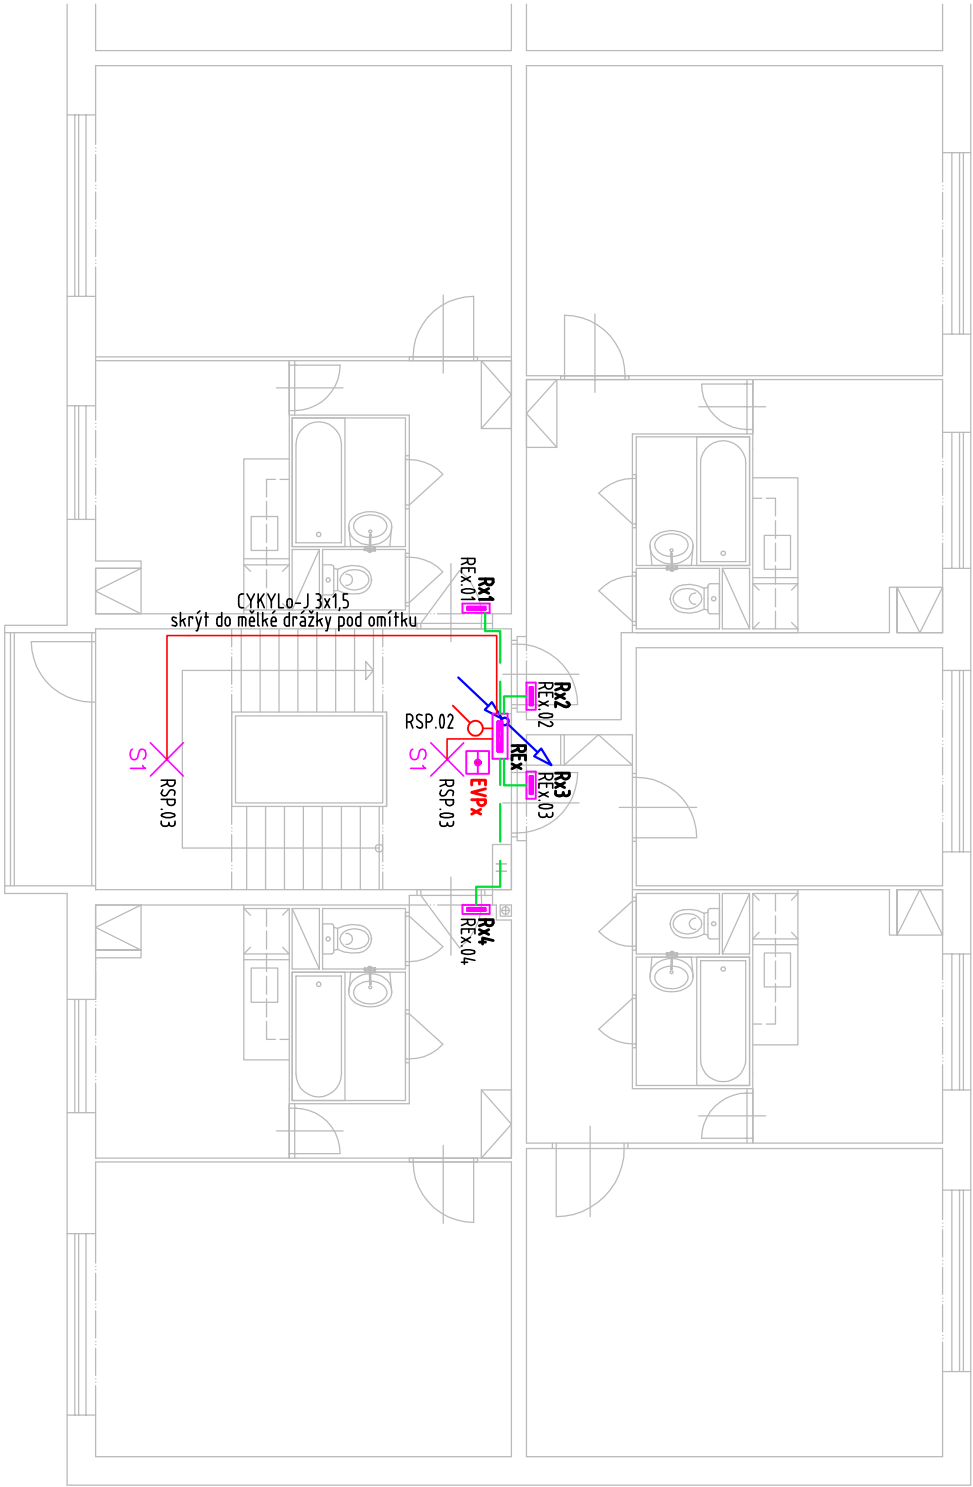 Rx1
REx.01
CYKYLo-J 3x1,5
skrýt do mělké drážky pod omítku
Rx2
REx.02
RSP.02
REx
S1
RSP.03
S1
RSP.03
EVPx
Rx3
REx.03
Rx4
REx.04